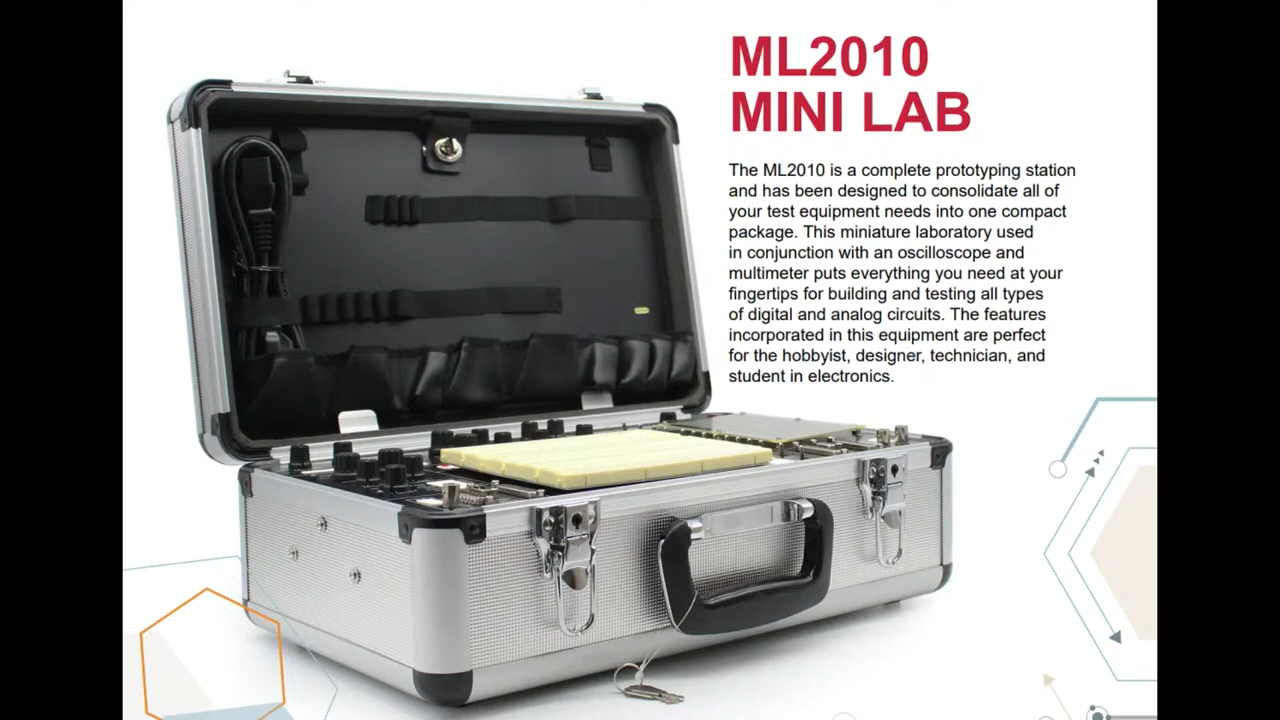 ML2010
MINI LAB
The ML2010 is a complete prototyping station
and has been designed to consolidate all of
your test equipment needs into one compact
package. This miniature laboratory used
in conjunction with an oscilloscope and
multimeter puts everything you need at your
fingertips for building and testing all types
of digital and analog circuits. The features
incorporated in this equipment are perfect
for the hobbyist, designer, technician, and
student in electronics.